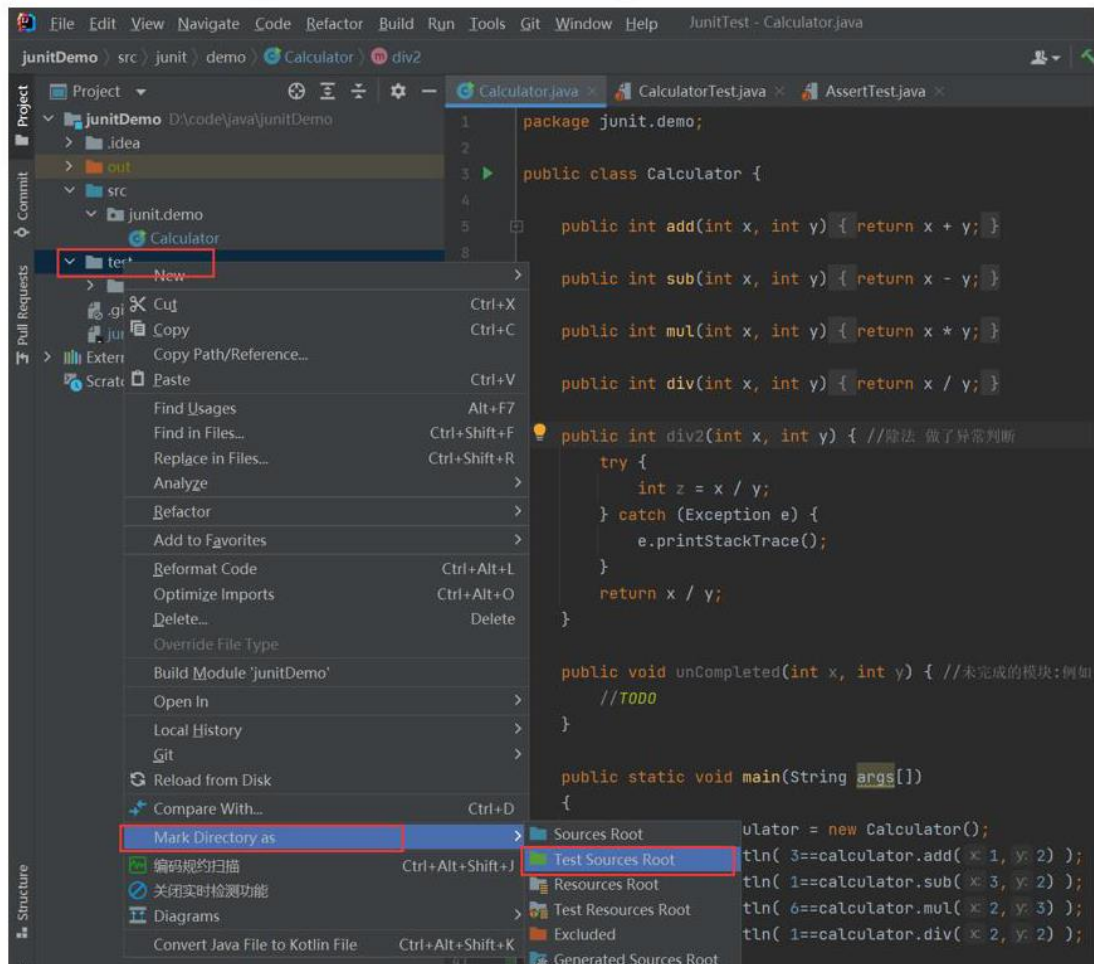 File Edit View Navigate Code Refactor Build Run Tools Git Window Help JunitTest - Calculator.java
junitDemo src junit demo Calculator div2
Project
Commit
Pull Requests
Structure
Project
junitDemo D:\code\java\junitDemo
.idea
out
src
junit.demo
Calculator
test
New
Cut Ctrl+X
Copy Ctrl+C
Copy Path/Reference...
Paste Ctrl+V
Find Usages Alt+F7
Find in Files... Ctrl+Shift+F
Replace in Files... Ctrl+Shift+R
Analyze
Refactor
Add to Favorites
Reformat Code Ctrl+Alt+L
Optimize Imports Ctrl+Alt+O
Delete... Delete
Override File Type
Build Module 'junitDemo'
Open In
Local History
Git
Reload from Disk
Compare With... Ctrl+D
Mark Directory as
编码规约扫描 Ctrl+Alt+Shift+J
关闭实时检测功能
Diagrams
Convert Java File to Kotlin File Ctrl+Alt+Shift+K
Sources Root
Test Sources Root
Resources Root
Test Resources Root
Excluded
Generated Sources Root
Calculator.java CalculatorTest.java AssertTest.java
1 package junit.demo;
2
3 public class Calculator {
4
5 public int add(int x, int y) { return x + y; }
8
public int sub(int x, int y) { return x - y; }
public int mul(int x, int y) { return x * y; }
public int div(int x, int y) { return x / y; }
public int div2(int x, int y) { //除法 做了异常判断
try {
int z = x / y;
} catch (Exception e) {
e.printStackTrace();
}
return x / y;
}
public void unCompleted(int x, int y) { //未完成的模块:例如
//TODO
}
public static void main(String args[])
{
ulator = new Calculator();
tln( 3==calculator.add( x: 1, y: 2) );
tln( 1==calculator.sub( x: 3, y: 2) );
tln( 6==calculator.mul( x: 2, y: 3) );
tln( 1==calculator.div( x: 2, y: 2) );